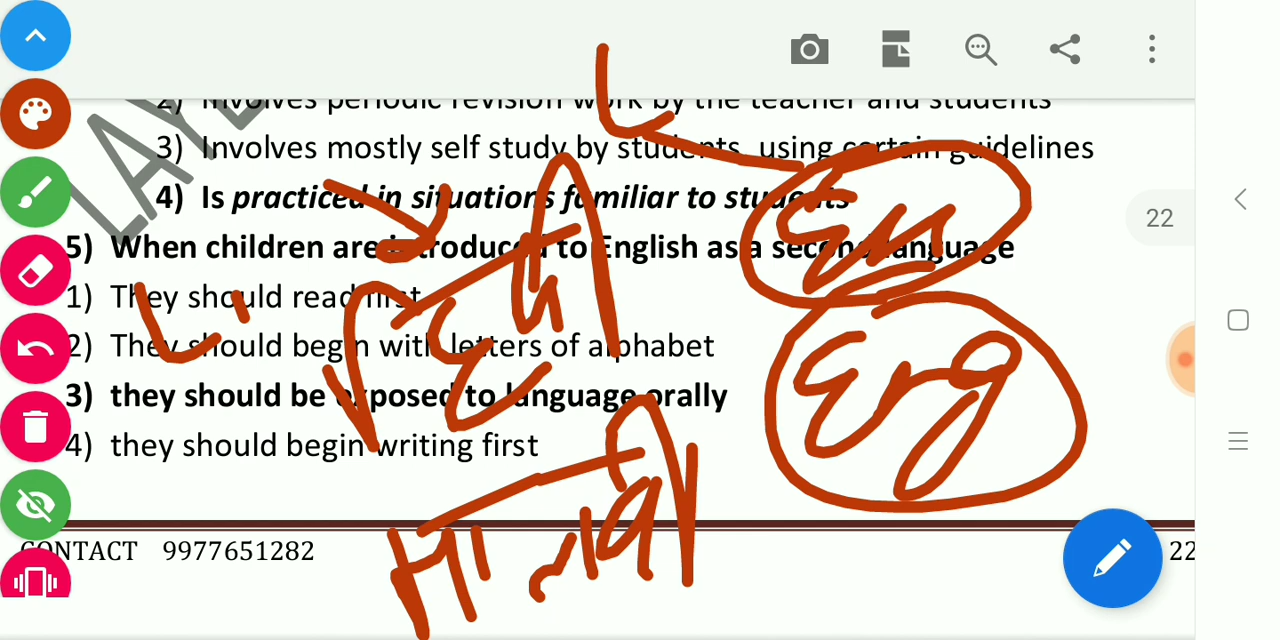 2) Involves periodic revision work by the teacher and students
3) Involves mostly self study by students, using certain guidelines
4) Is practiced in situations familiar to students
22
5) When children are introduced to English as a second language
1) They should read first
2) They should begin with letters of alphabet
3) they should be exposed to language orally
4) they should begin writing first
Eng
CONTACT 9977651282
22